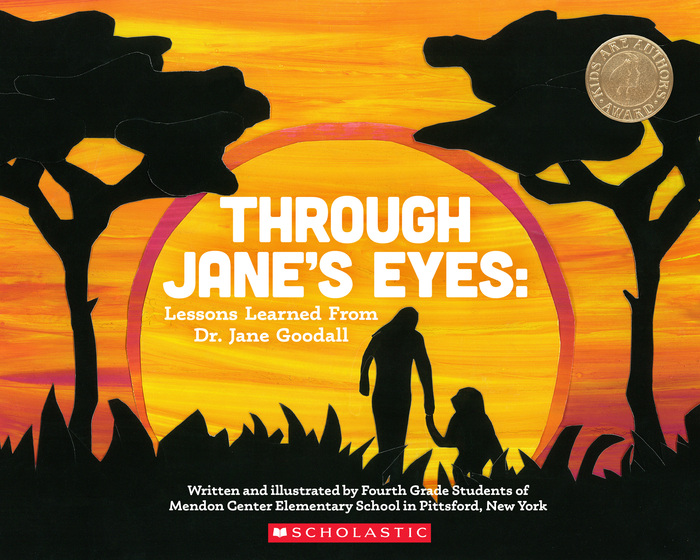 KIDS ARE AUTHORS
AWARD
THROUGH
JANE'S EYES:
Lessons Learned From
Dr. Jane Goodall
Written and illustrated by Fourth Grade Students of
Mendon Center Elementary School in Pittsford, New York
SCHOLASTIC